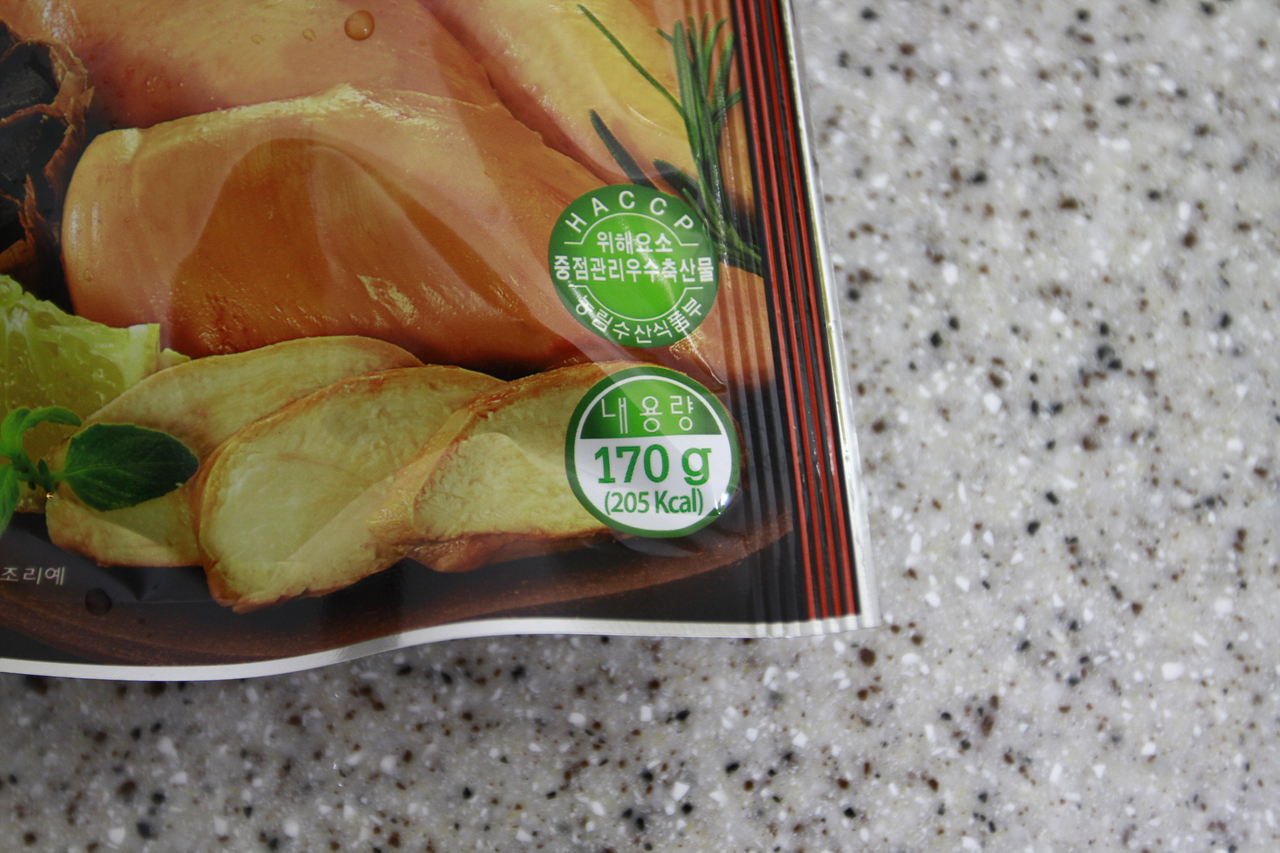 HACCP
위해요소
중점관리우수축산물
농림수산식품부
내용량
170 g
(205 Kcal)
조리예